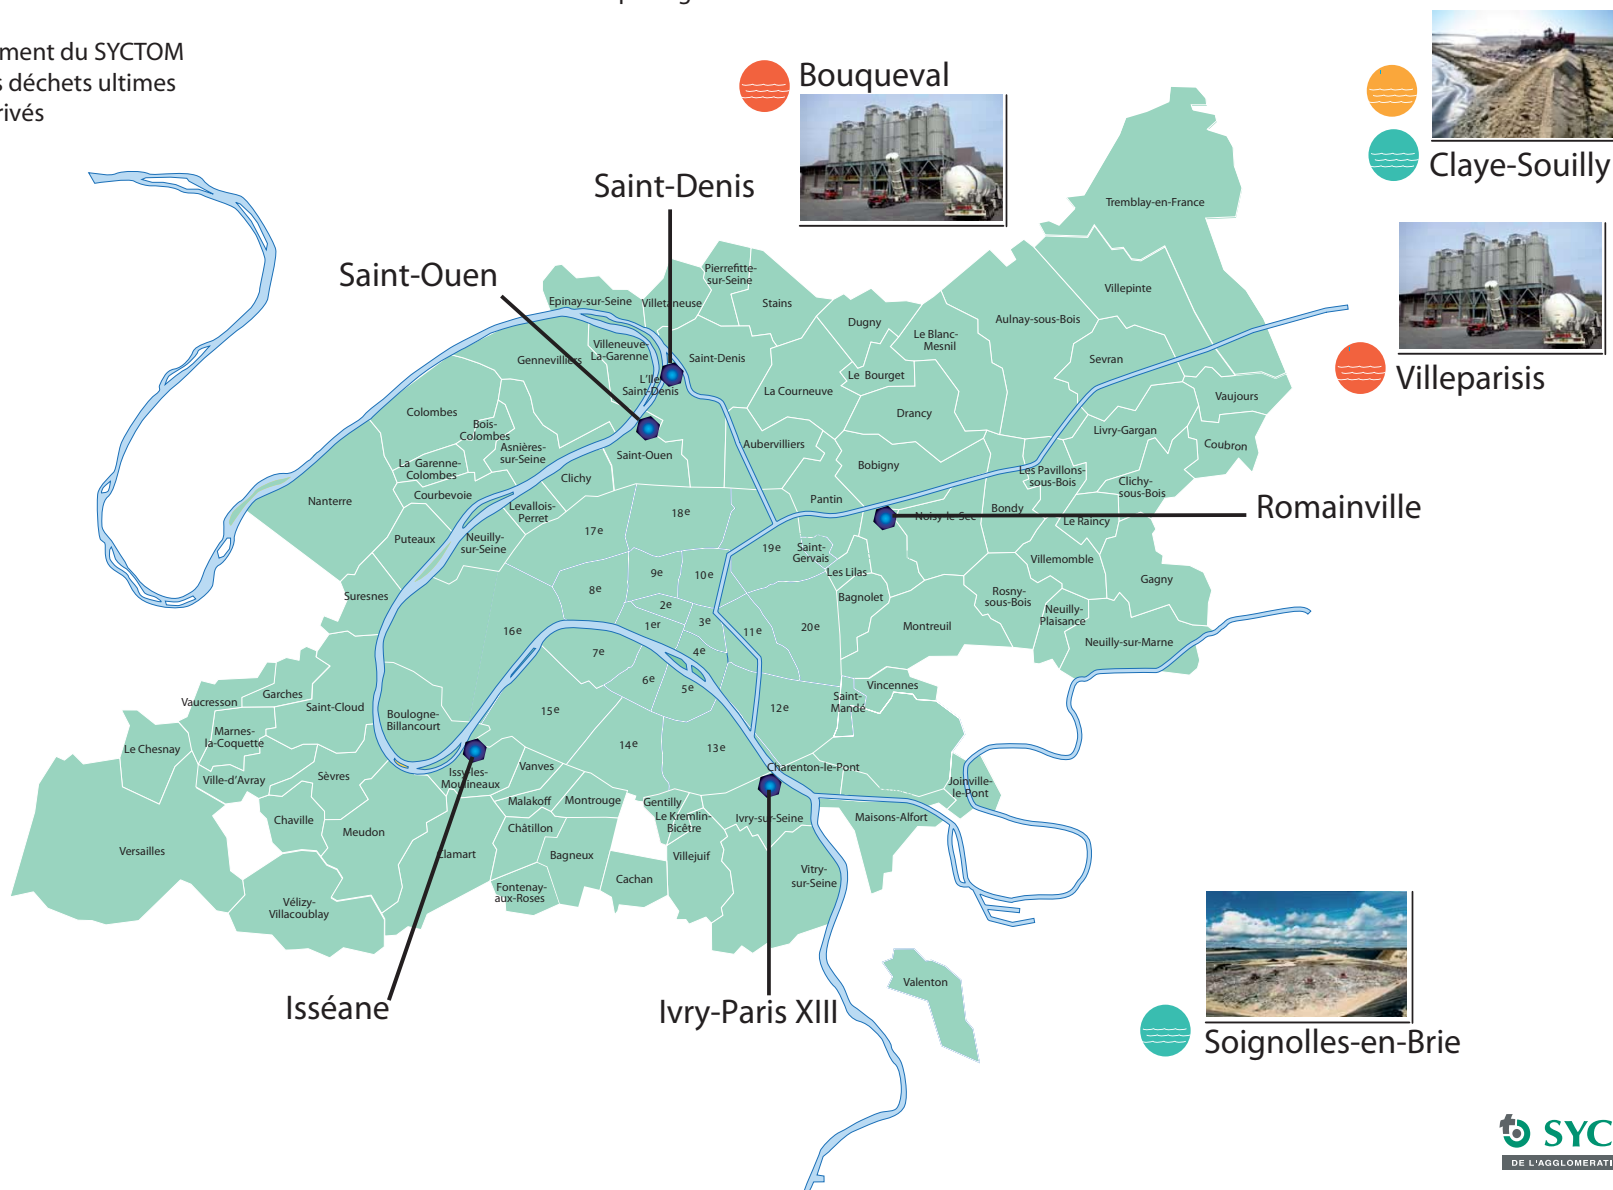 ment du SYCTOM
s déchets ultimes
rivés
Bouqueval
Claye-Souilly
Saint-Denis
Villeparisis
Saint-Ouen
Romainville
Isséane
Ivry-Paris XIII
Soignolles-en-Brie
Tremblay-en-France
Pierrefitte-
sur-Seine
Epinay-sur-Seine
Villetaneuse
Stains
Villepinte
Dugny
Aulnay-sous-Bois
Le Blanc-
Mesnil
Villeneuve-
La-Garenne
Gennevilliers
Saint-Denis
Sevran
L'Ile
Saint-Denis
La Courneuve
Le Bourget
Vaujours
Colombes
Drancy
Bois-
Colombes
Livry-Gargan
Asnières-
sur-Seine
Aubervilliers
Coubron
Saint-Ouen
La Garenne-
Colombes
Bobigny
Les Pavillons-
sous-Bois
Clichy
Clichy-
sous-Bois
Courbevoie
Nanterre
Levallois-
Perret
Pantin
Bondy
Noisy-le-Sec
Le Raincy
18e
17e
Puteaux
Neuilly-
sur-Seine
19e
Saint-
Gervais
Villemomble
Les Lilas
9e
10e
Gagny
8e
Suresnes
Bagnolet
Rosny-
sous-Bois
2e
Neuilly-
Plaisance
1er
3e
16e
11e
20e
Montreuil
Neuilly-sur-Marne
7e
4e
6e
5e
Vincennes
Saint-
Mandé
Garches
Vaucresson
Saint-Cloud
Boulogne-
Billancourt
15e
12e
Marnes-
la-Coquette
Le Chesnay
14e
13e
Charenton-le-Pont
Vanves
Issy-les-
Moulineaux
Ville-d'Avray
Sèvres
Joinville-
le-Pont
Malakoff
Montrouge
Gentilly
Le Kremlin-
Bicêtre
Ivry-sur-Seine
Maisons-Alfort
Chaville
Meudon
Châtillon
Versailles
Clamart
Bagneux
Villejuif
Vitry-
sur-Seine
Cachan
Fontenay-
aux-Roses
Vélizy-
Villacoublay
Valenton
SYC
DE L'AGGLOMERATI